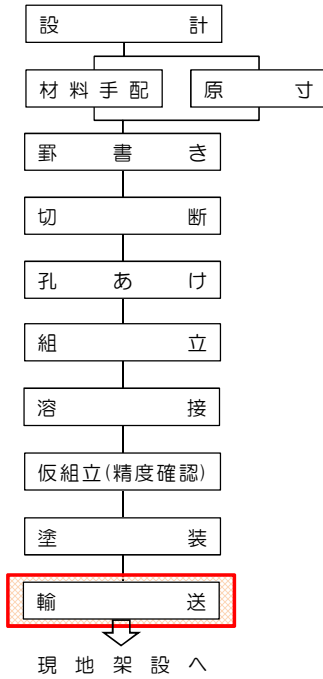 設計
材料手配 原寸
罫書き
切断
孔あけ
組立
溶接
仮組立(精度確認)
塗装
輸送
現地架設へ